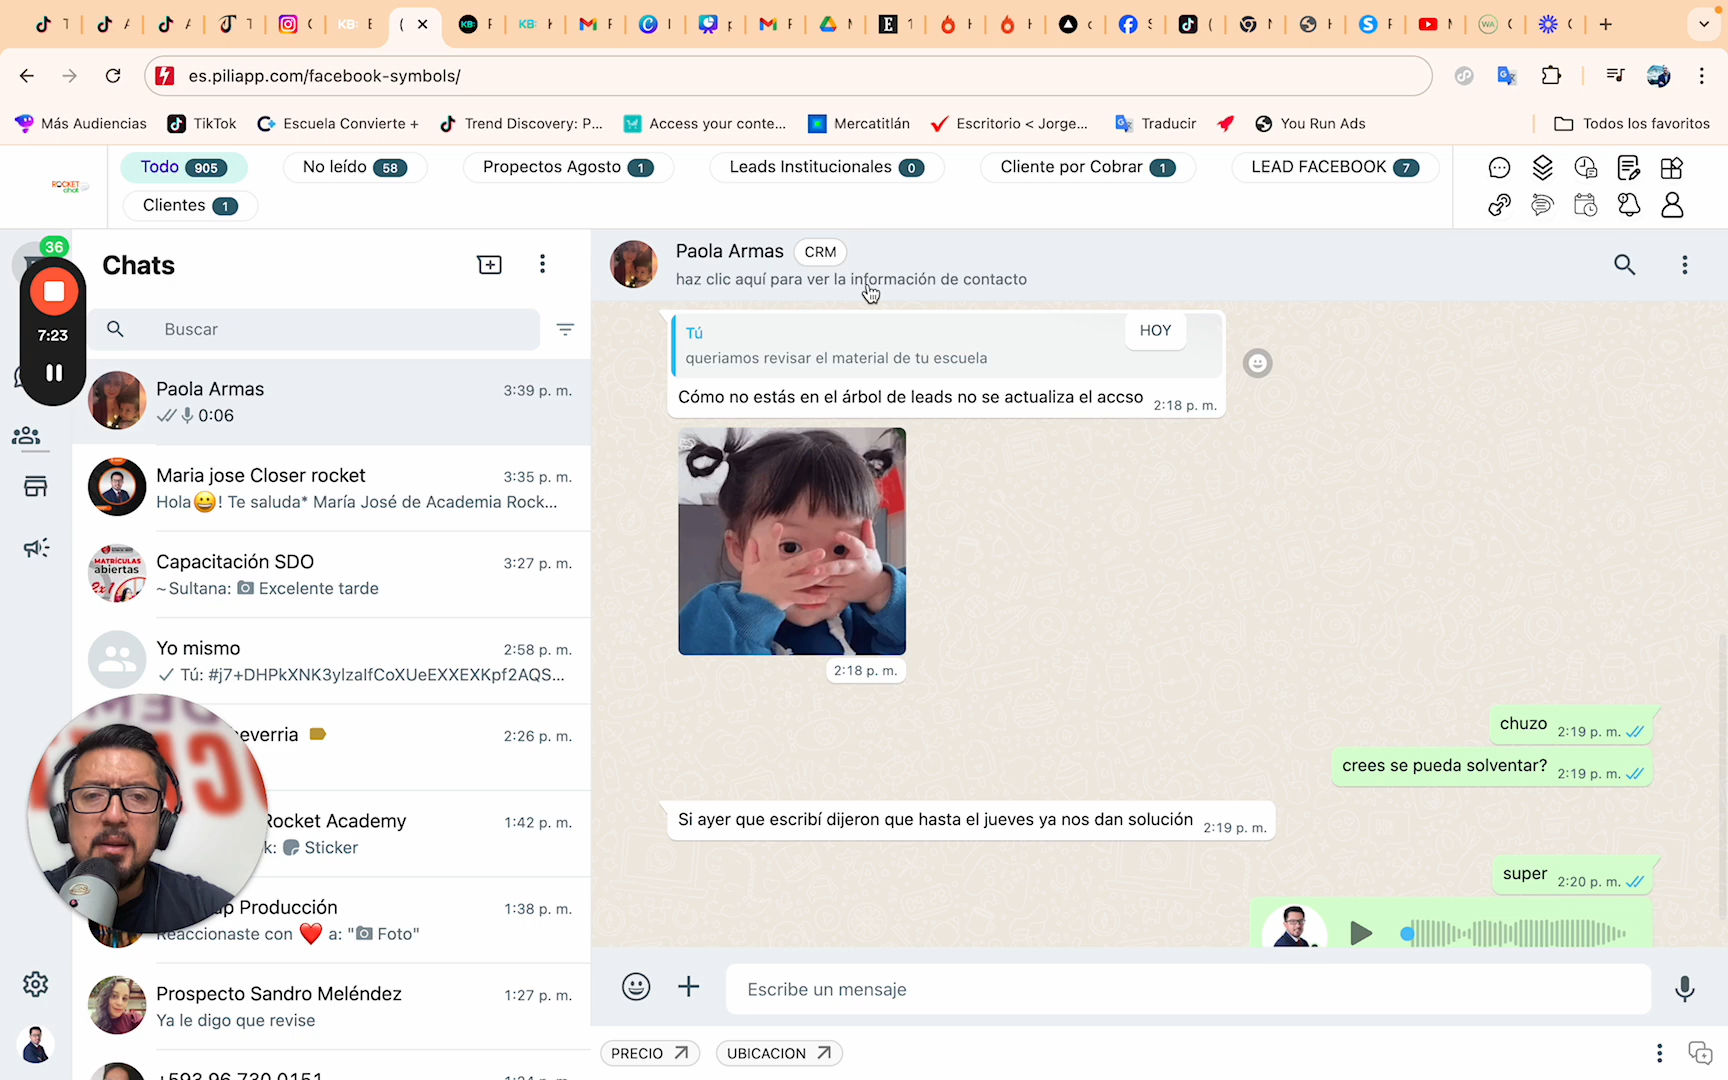 es.piliapp.com/facebook-symbols/
Más Audiencias
TikTok
Escuela Convierte +
Trend Discovery: P...
Access your conte...
Mercatitlán
Escritorio < Jorge...
Traducir
You Run Ads
Todos los favoritos
ROCKET
chat
Todo 905
No leído 58
Propectos Agosto 1
Leads Institucionales 0
Cliente por Cobrar 1
LEAD FACEBOOK 7
Clientes 1
36
7:23
Chats
Buscar
Paola Armas
3:39 p. m.
0:06
Maria jose Closer rocket
3:35 p. m.
Hola😀! Te saluda* María José de Academia Rock...
Capacitación SDO
3:27 p. m.
~Sultana: Excelente tarde
MATRÍCULAS
abiertas
Yo mismo
2:58 p. m.
Tú: #j7+DHPkXNK3ylzaIfCoXUeEXXEXKpf2AQS...
everria
2:26 p. m.
Rocket Academy
1:42 p. m.
k: Sticker
p Producción
1:38 p. m.
Reaccionaste con ❤️ a: "Foto"
Prospecto Sandro Meléndez
1:27 p. m.
Ya le digo que revise
Paola Armas
CRM
haz clic aquí para ver la información de contacto
HOY
Tú
queriamos revisar el material de tu escuela
Cómo no estás en el árbol de leads no se actualiza el accso
2:18 p. m.
2:18 p. m.
chuzo
2:19 p. m.
crees se pueda solventar?
2:19 p. m.
Si ayer que escribí dijeron que hasta el jueves ya nos dan solución
2:19 p. m.
super
2:20 p. m.
Escribe un mensaje
PRECIO
UBICACION